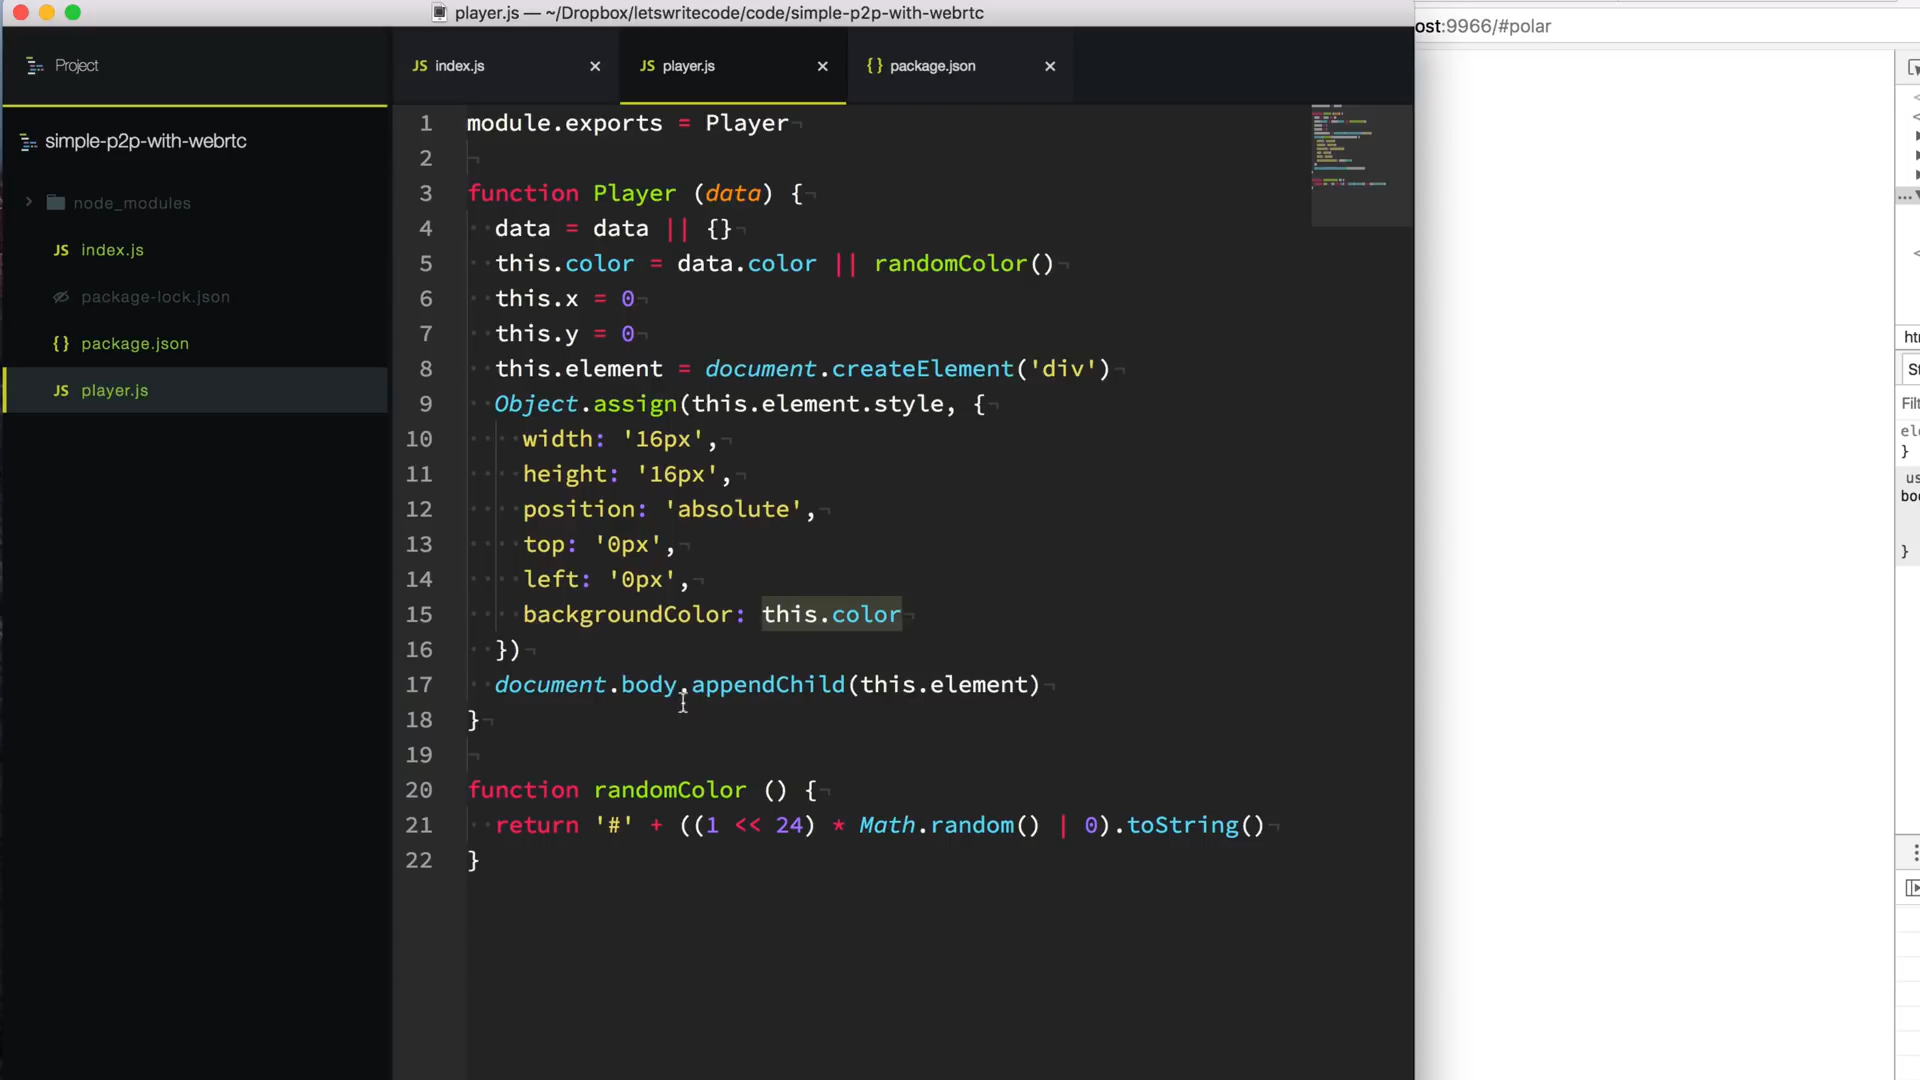 player.js — ~/Dropbox/letswritecode/code/simple-p2p-with-webrtc
ost:9966/#polar
Project
JS index.js
JS player.js
{} package.json
simple-p2p-with-webrtc
node_modules
JS index.js
package-lock.json
{} package.json
JS player.js
1 module.exports = Player
2
3 function Player (data) {
4 data = data || {}
5 this.color = data.color || randomColor()
6 this.x = 0
7 this.y = 0
8 this.element = document.createElement('div')
9 Object.assign(this.element.style, {
10 width: '16px',
11 height: '16px',
12 position: 'absolute',
13 top: '0px',
14 left: '0px',
15 backgroundColor: this.color
16 })
17 document.body.appendChild(this.element)
18 }
19
20 function randomColor () {
21 return '#' + ((1 << 24) * Math.random() | 0).toString()
22 }